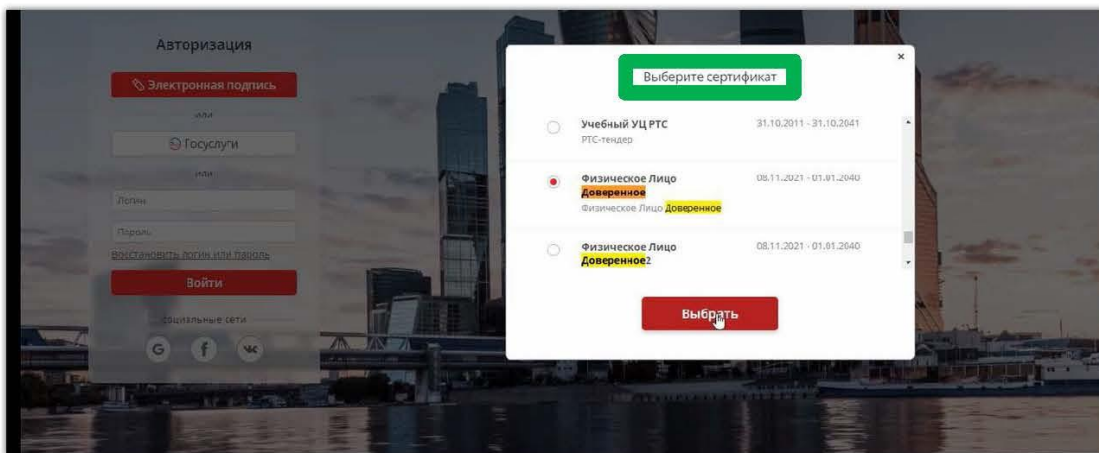 Авторизация
Электронная подпись
или
Госуслуги
или
Логин
Пароль
Восстановить логин или пароль
Войти
социальные сети
G f
Выберите сертификат
×
Учебный УЦ РТС 31.10.2011 - 31.10.2041
РТС-тендер
Физическое Лицо 08.11.2021 - 01.01.2040
Доверенное
Физическое Лицо Доверенное
Физическое Лицо 08.11.2021 - 01.01.2040
Доверенное2
Выбрать